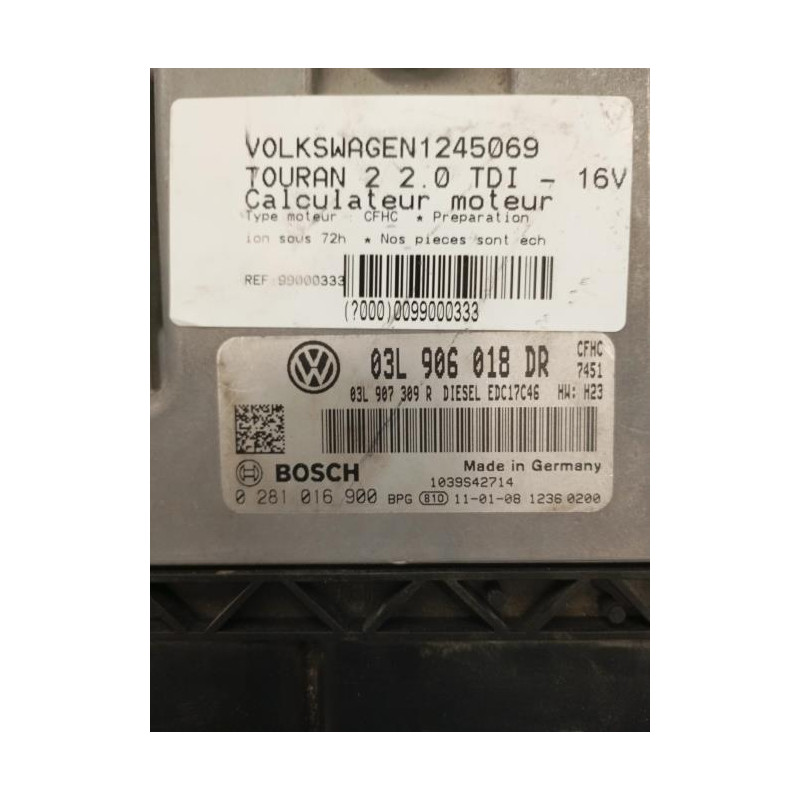 VOLKSWAGEN1245069
TOURAN 2 2.0 TDI - 16V
Calculateur moteur
Type moteur : CFHC * Preparation
ion sous 72h * Nos pieces sont ech
REF 99000333
(?000)0099000333
03L 906 018 DR CFHC
7451
03L 907 309 R DIESEL EDC17C46 HW: H23
BOSCH
Made in Germany
1039S42714
0 281 016 900 BPG 810 11-01-08 1236 0200